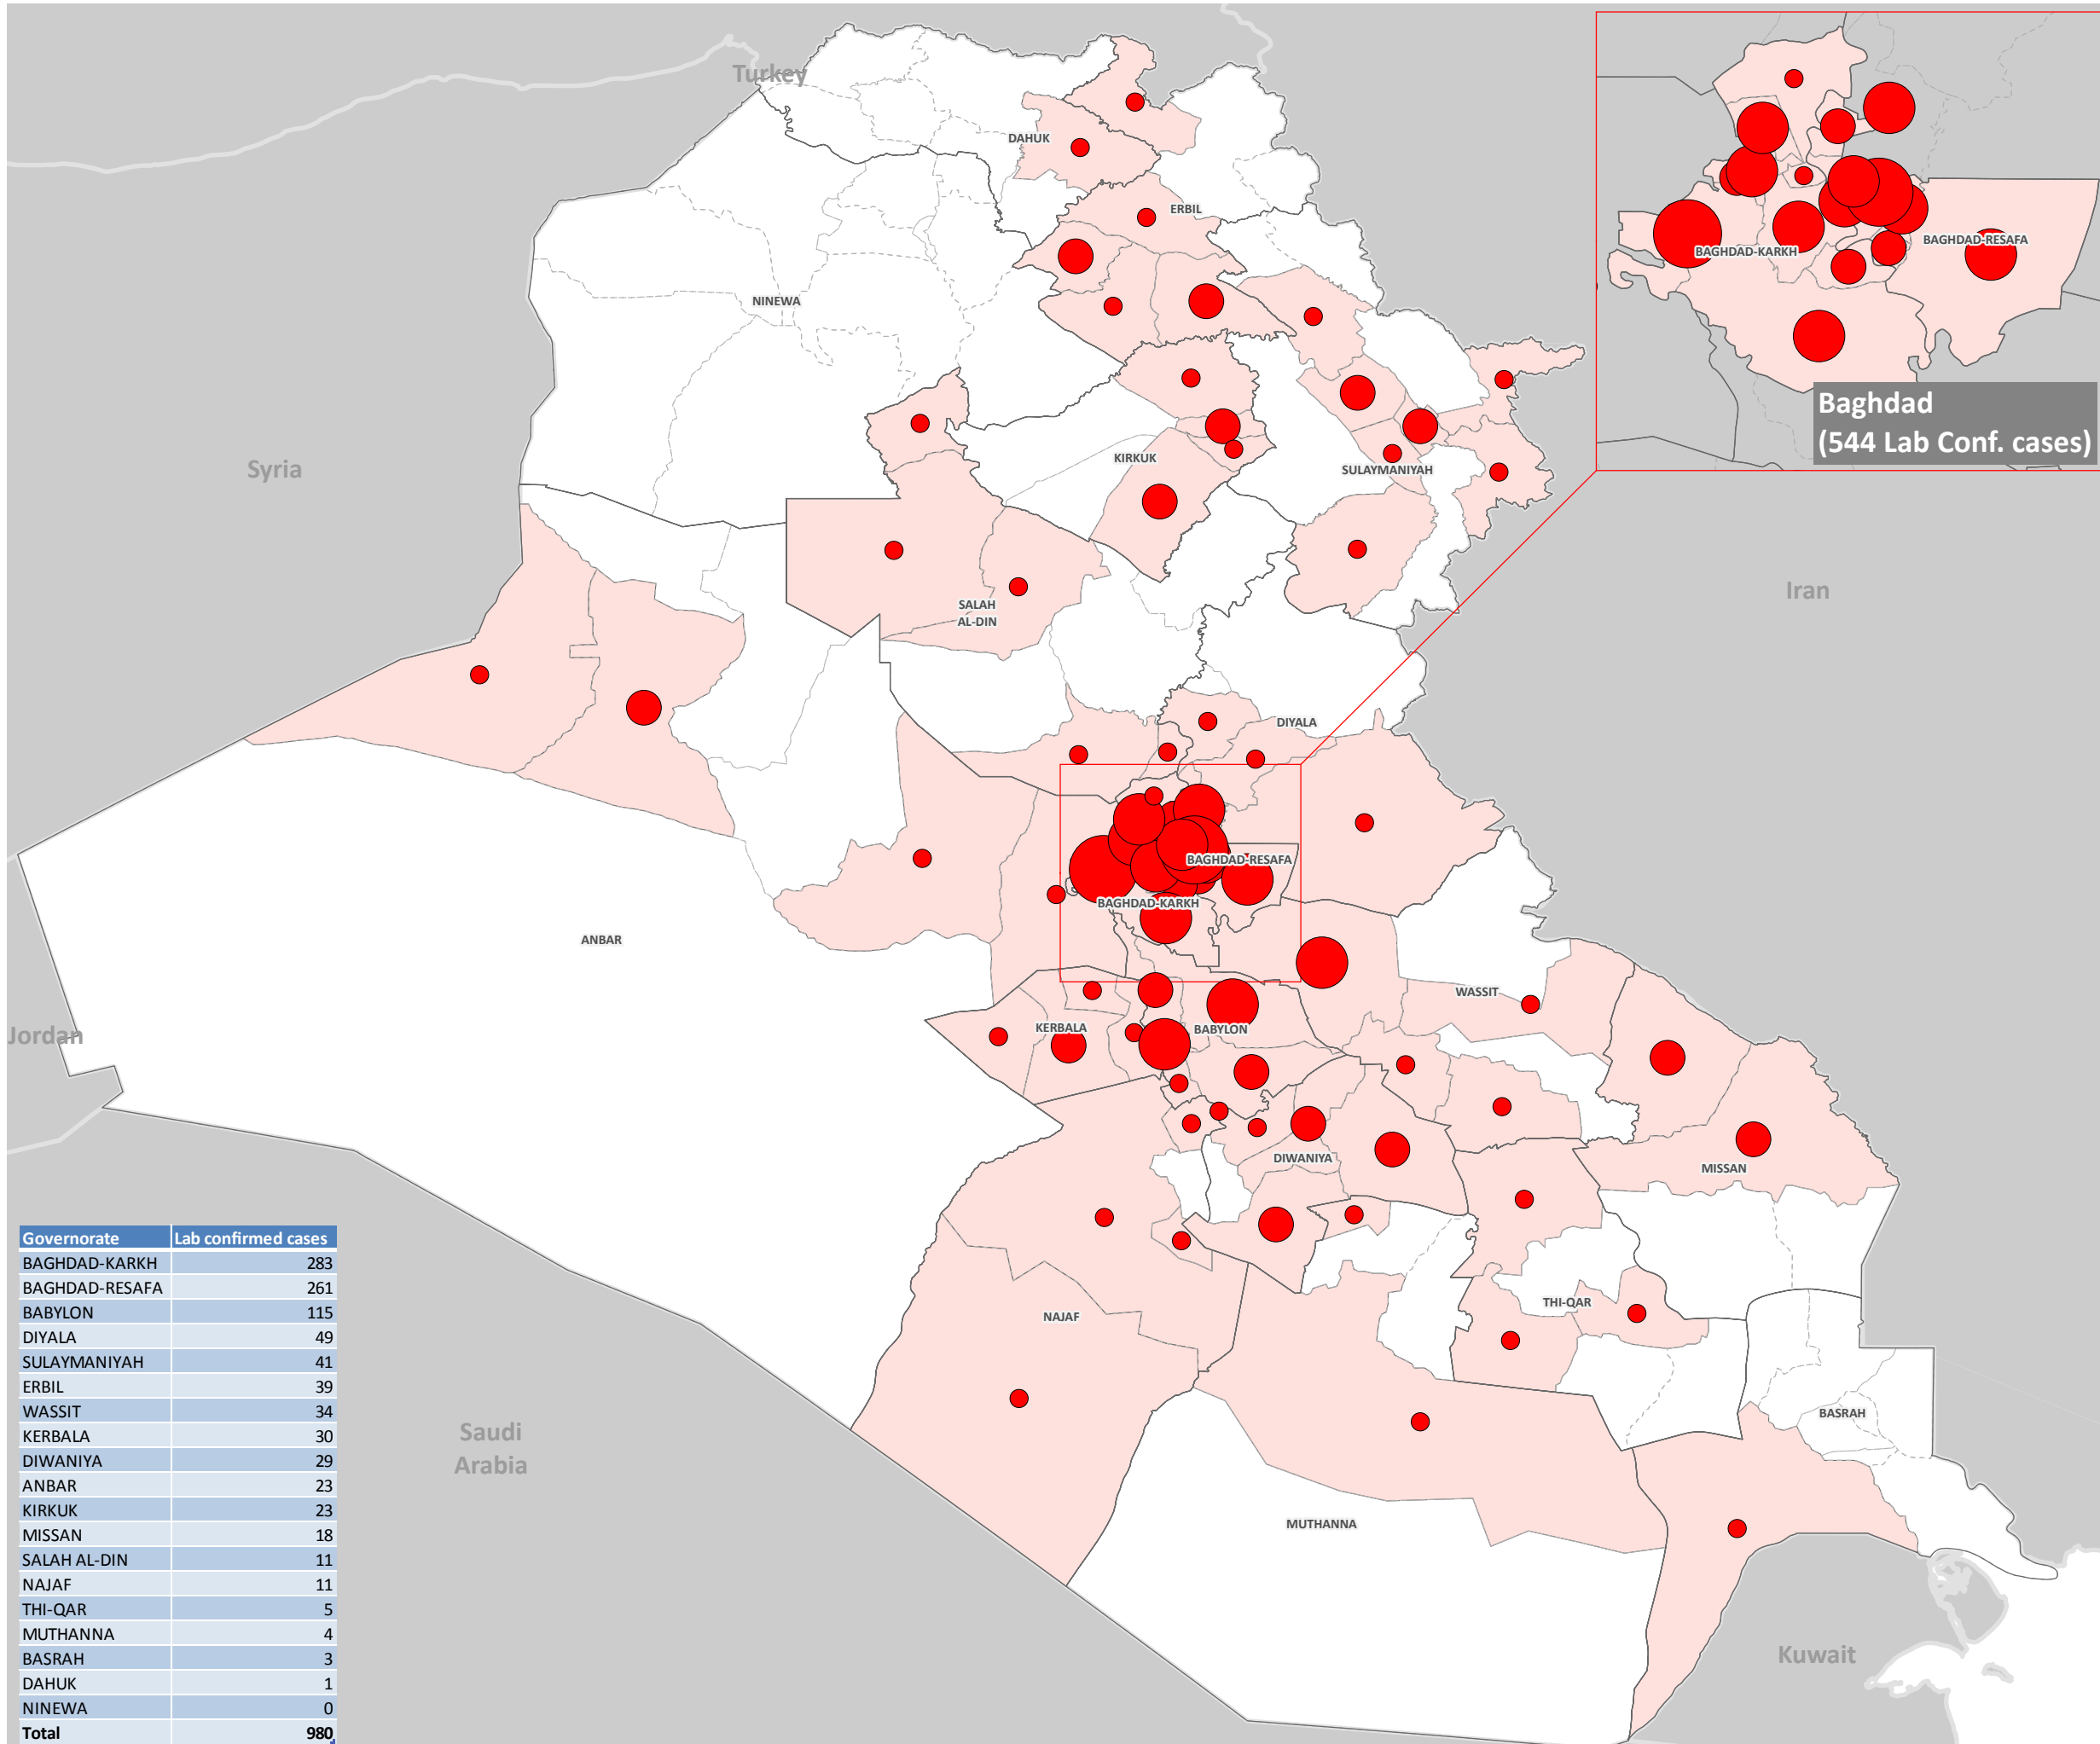 Turkey
DAHUK
ERBIL
NINEWA
BAGHDAD-KARKH
BAGHDAD-RESAFA
Baghdad
(544 Lab Conf. cases)
Syria
KIRKUK
SULAYMANIYAH
Iran
SALAH
AL-DIN
DIYALA
BAGHDAD-RESAFA
BAGHDAD-KARKH
ANBAR
WASSIT
Jordan
KERBALA
BABYLON
DIWANIYA
MISSAN
NAJAF
THI-QAR
BASRAH
Saudi
Arabia
MUTHANNA
Kuwait
Governorate Lab confirmed cases
BAGHDAD-KARKH 283
BAGHDAD-RESAFA 261
BABYLON 115
DIYALA 49
SULAYMANIYAH 41
ERBIL 39
WASSIT 34
KERBALA 30
DIWANIYA 29
ANBAR 23
KIRKUK 23
MISSAN 18
SALAH AL-DIN 11
NAJAF 11
THI-QAR 5
MUTHANNA 4
BASRAH 3
DAHUK 1
NINEWA 0
Total 980